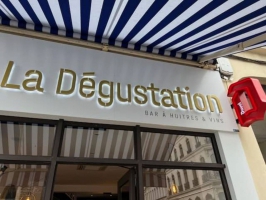 La Dégustation
BAR À HUITRES & VINS